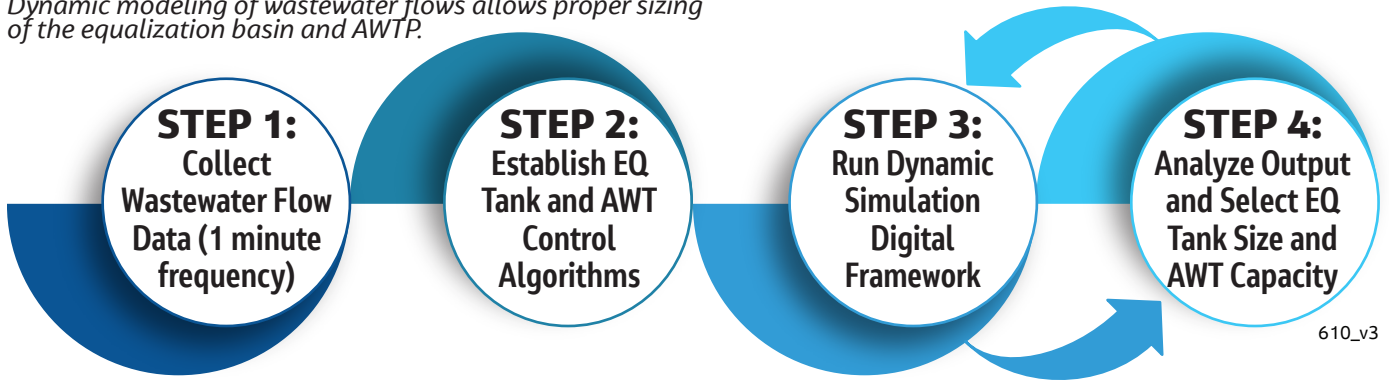 Dynamic modeling of wastewater flows allows proper sizing
of the equalization basin and AWTP.
STEP 1:
Collect
Wastewater Flow
Data (1 minute
frequency)
STEP 2:
Establish EQ
Tank and AWT
Control
Algorithms
STEP 3:
Run Dynamic
Simulation
Digital
Framework
STEP 4:
Analyze Output
and Select EQ
Tank Size and
AWT Capacity
610_v3